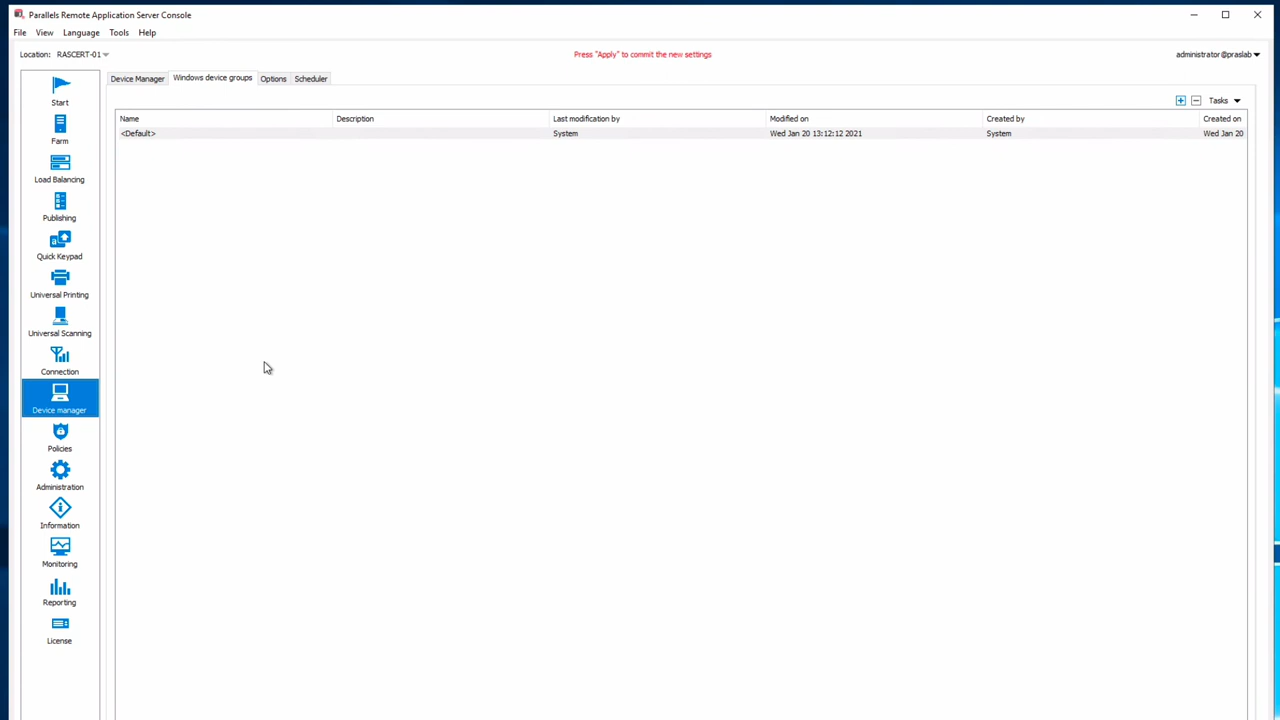 Parallels Remote Application Server Console
File View Language Tools Help
Location: RASCERT-01
Press "Apply" to commit the new settings
administrator@praslab
Start
Farm
Load Balancing
Publishing
Quick Keypad
Universal Printing
Universal Scanning
Connection
Device manager
Policies
Administration
Information
Monitoring
Reporting
License
Device Manager Windows device groups Options Scheduler
Tasks
Name Description Last modification by Modified on Created by Created on
<Default> System Wed Jan 20 13:12:12 2021 System Wed Jan 20